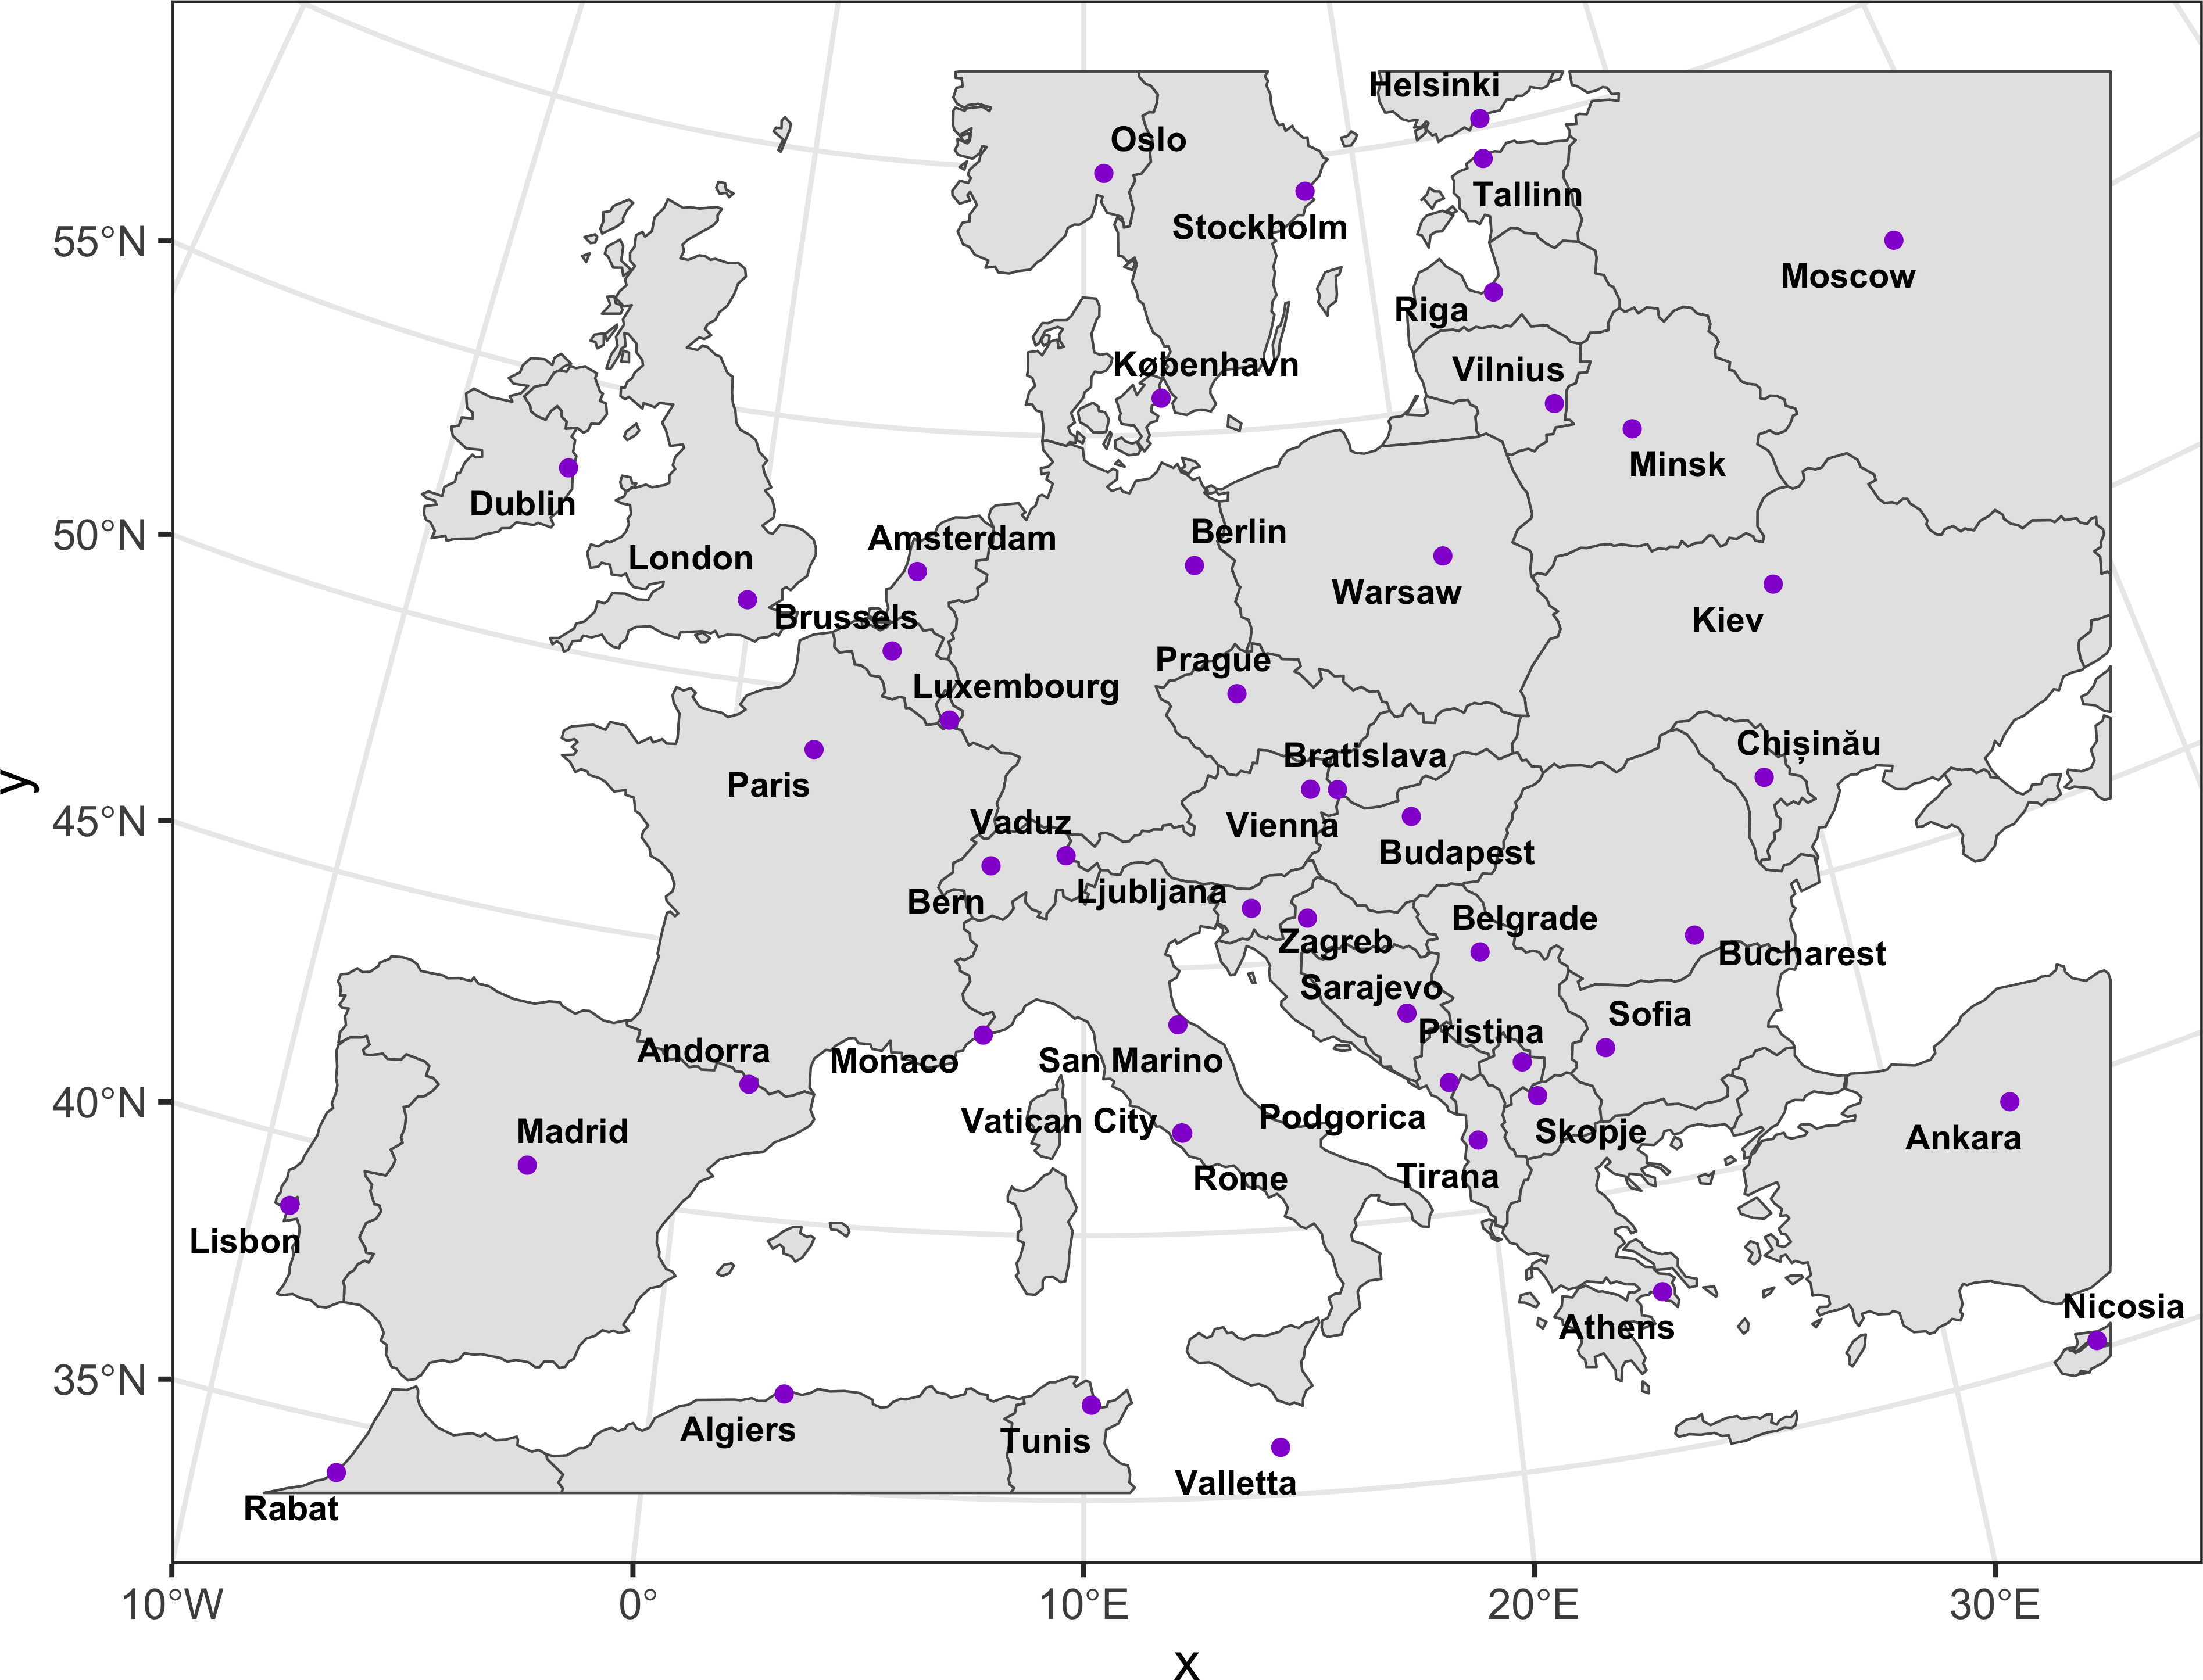 Helsinki
Oslo
Tallinn
Stockholm
55°N
Moscow
Riga
København
Vilnius
Minsk
Dublin
50°N
Amsterdam
Berlin
London
Warsaw
Brussels
Kiev
Prague
Luxembourg
Chișinău
Bratislava
Paris
45°N
Vaduz
Vienna
Budapest
Ljubljana
Bern
Belgrade
Zagreb
Bucharest
Sarajevo
Sofia
Pristina
Andorra
Monaco
San Marino
40°N
Vatican City
Podgorica
Madrid
Skopje
Ankara
Rome
Tirana
Lisbon
Nicosia
Athens
35°N
Algiers
Tunis
Valletta
Rabat
10°W
0°
10°E
20°E
30°E
x
y